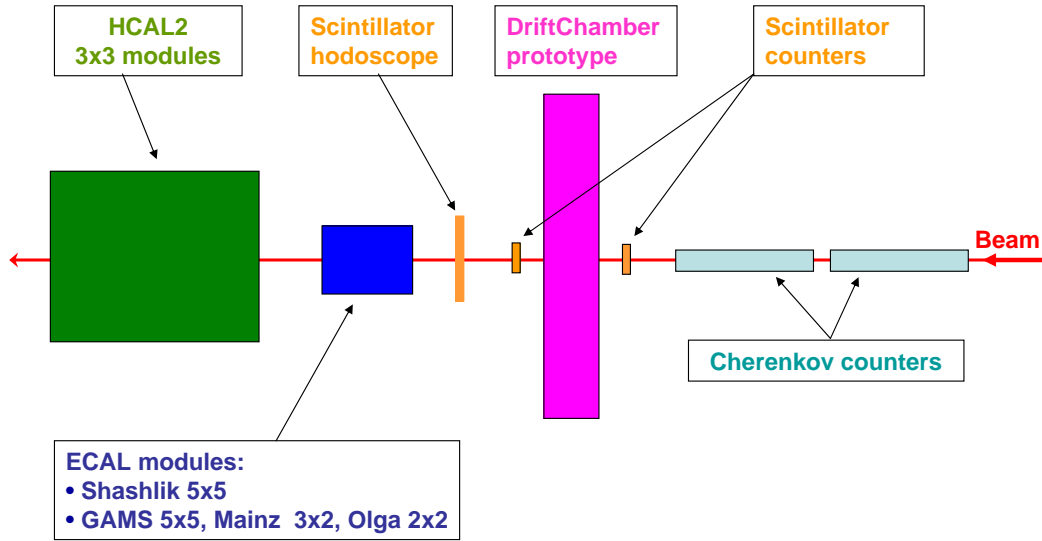 HCAL2
3x3 modules
Scintillator
hodoscope
DriftChamber
prototype
Scintillator
counters
Beam
Cherenkov counters
ECAL modules:
• Shashlik 5x5
• GAMS 5x5, Mainz 3x2, Olga 2x2